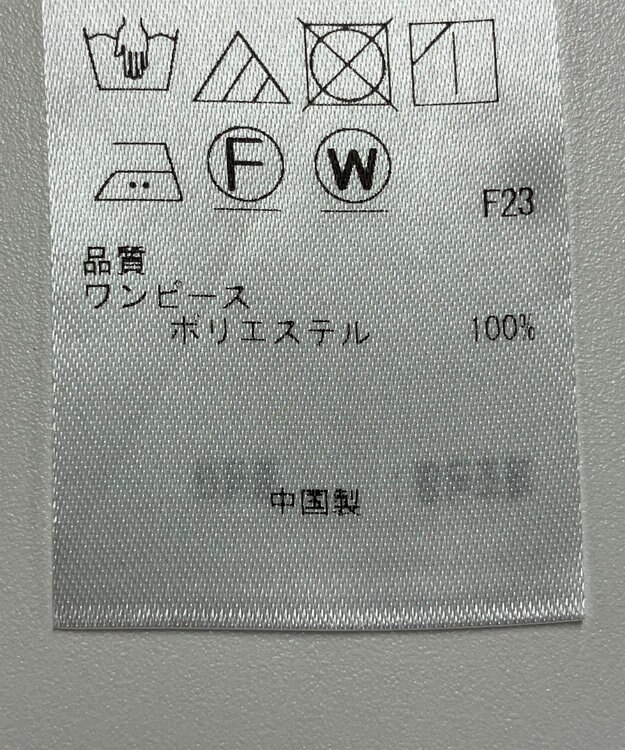 F W
F23
品質
ワンピース
ポリエステル 100%
中国製